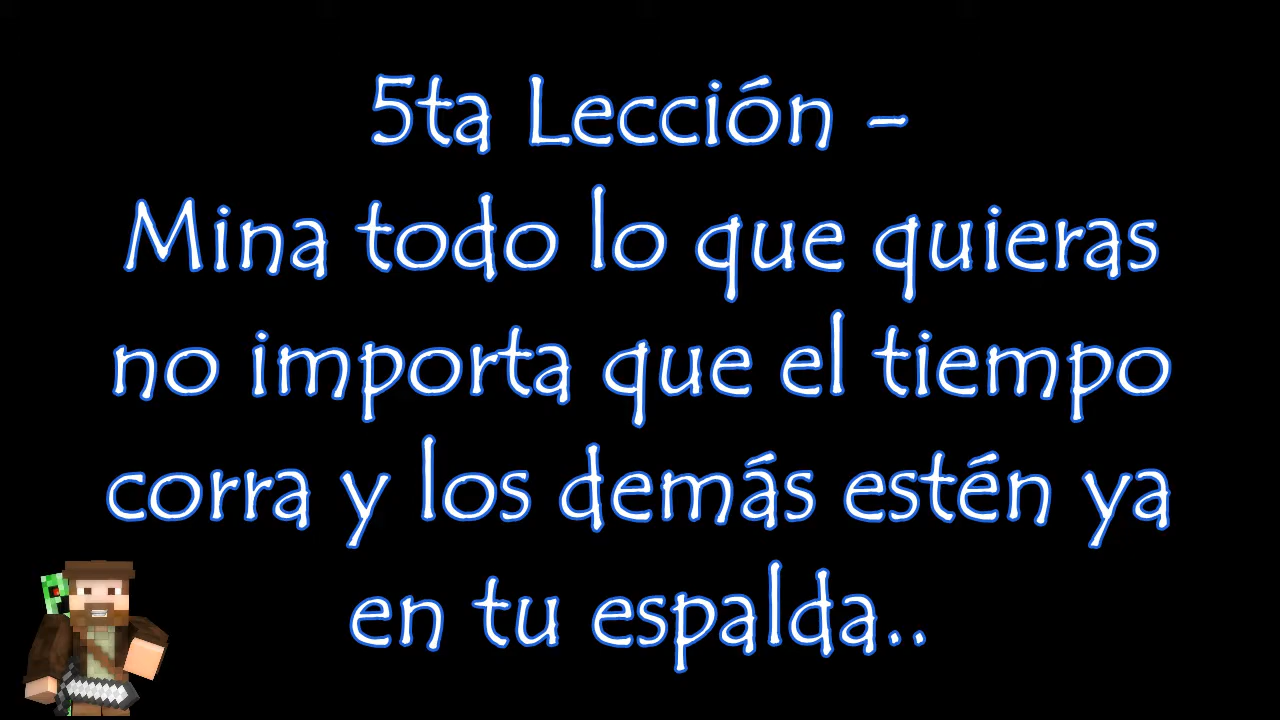 5ta Lección -
Mina todo lo que quieras
no importa que el tiempo
corra y los demás estén ya
en tu espalda..